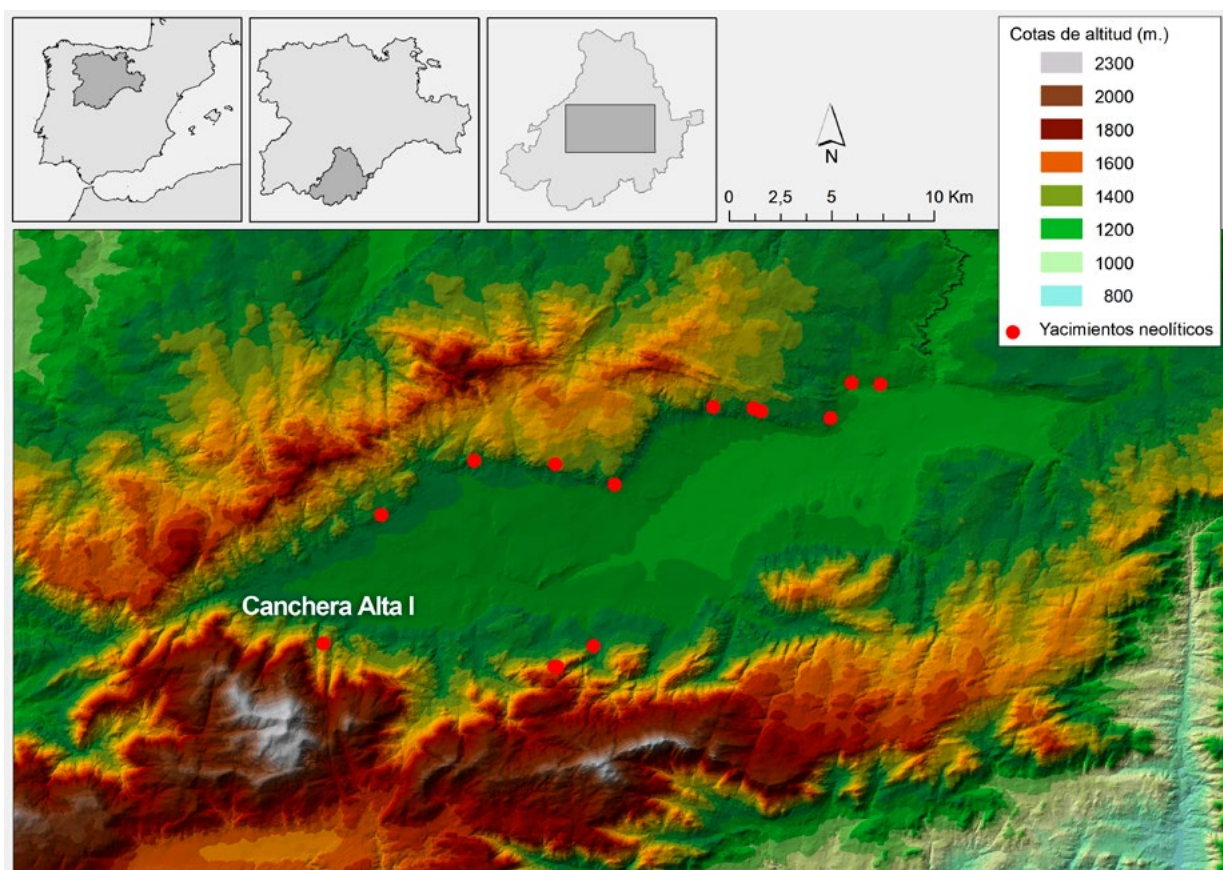 Cotas de altitud (m.)
2300
2000
1800
1600
1400
1200
1000
800
Yacimientos neolíticos
N
0 2,5 5 10 Km
Canchera Alta I